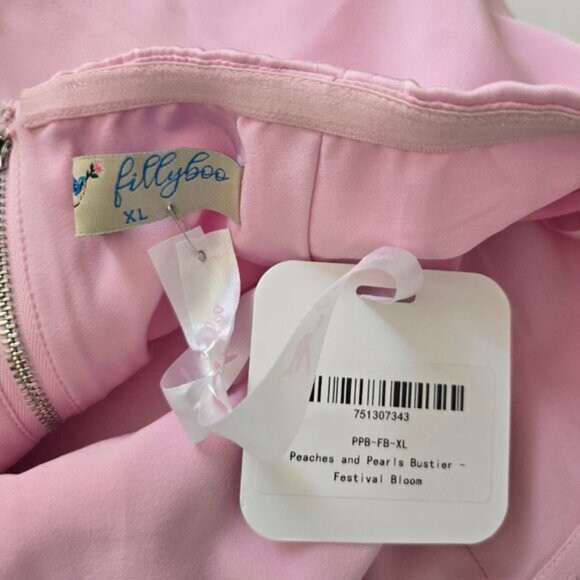 fillyboo
XL
751307343
PPB-FB-XL
Peaches and Pearls Bustier -
Festival Bloom